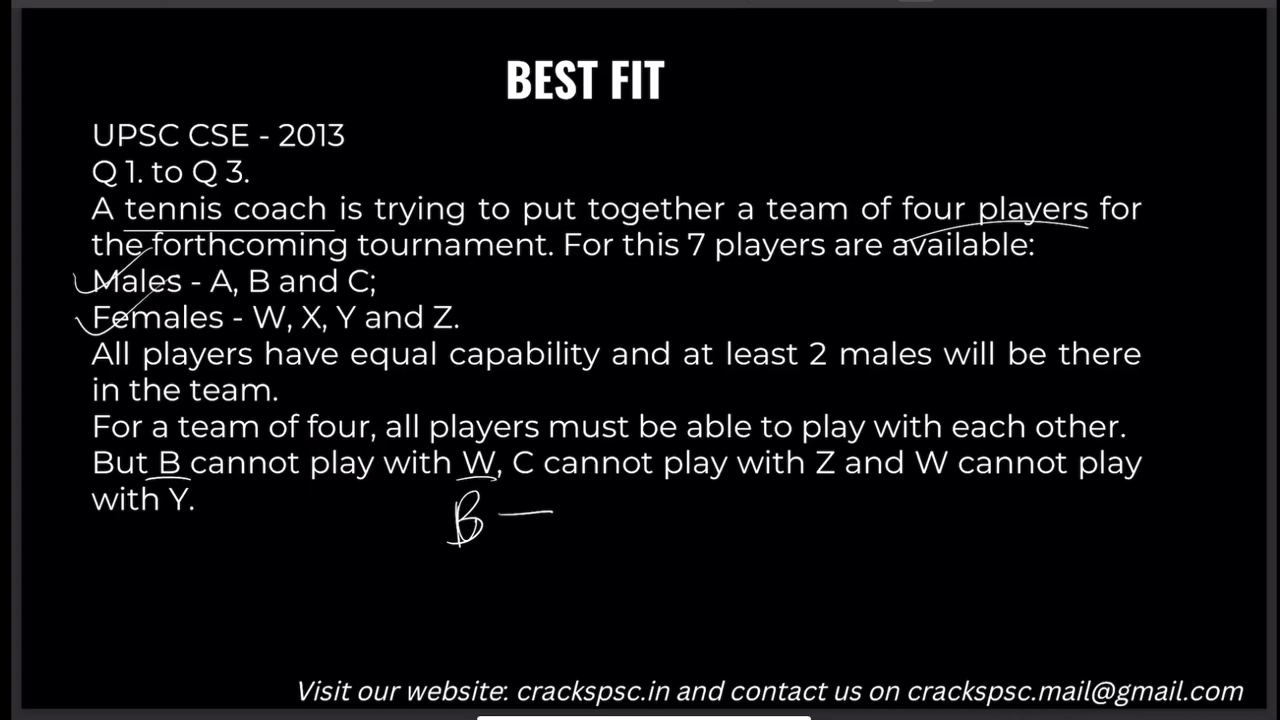 BEST FIT
UPSC CSE - 2013
Q 1. to Q 3.
A tennis coach is trying to put together a team of four players for
the forthcoming tournament. For this 7 players are available:
Males - A, B and C;
Females - W, X, Y and Z.
All players have equal capability and at least 2 males will be there
in the team.
For a team of four, all players must be able to play with each other.
But B cannot play with W, C cannot play with Z and W cannot play
with Y.
B —
Visit our website: crackspsc.in and contact us on crackspsc.mail@gmail.com